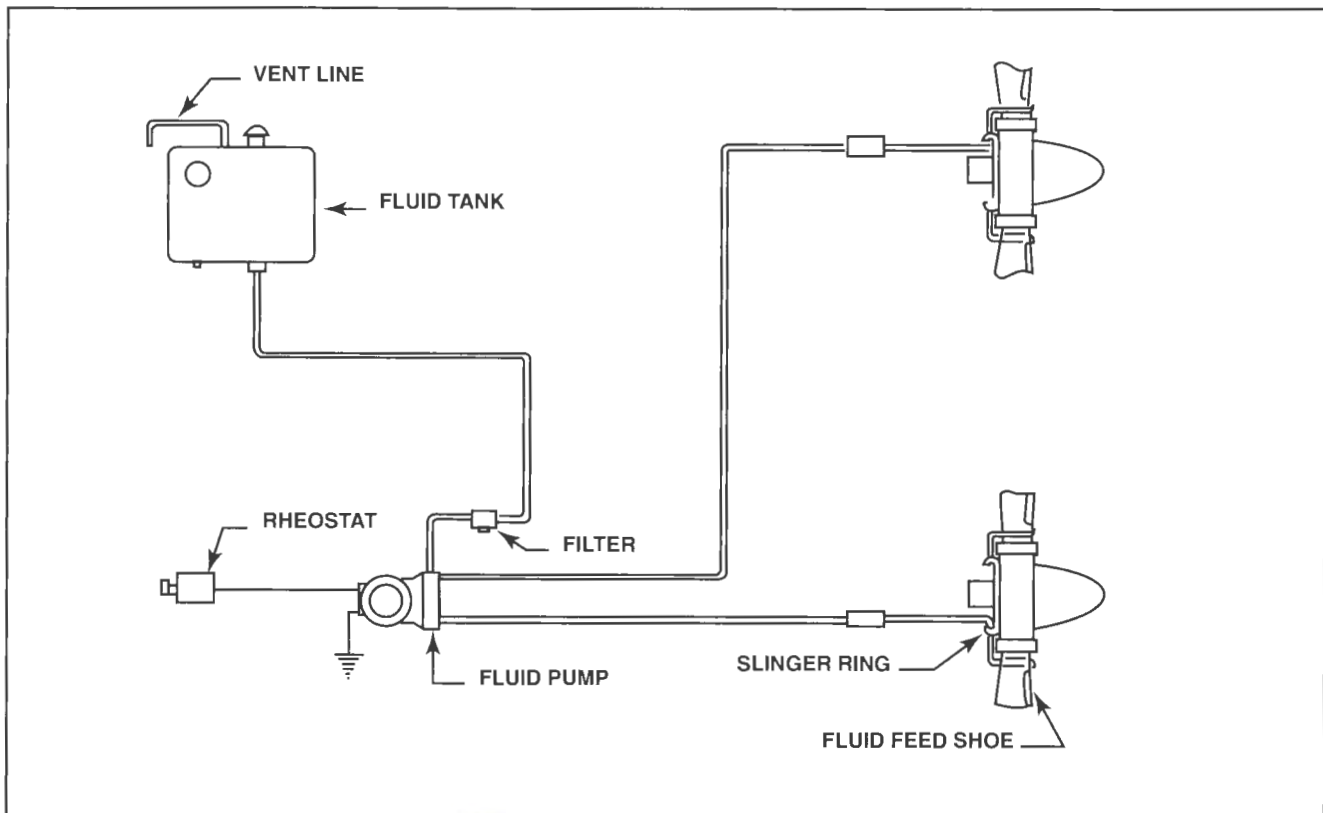 VENT LINE
FLUID TANK
RHEOSTAT
FILTER
FLUID PUMP
SLINGER RING
FLUID FEED SHOE